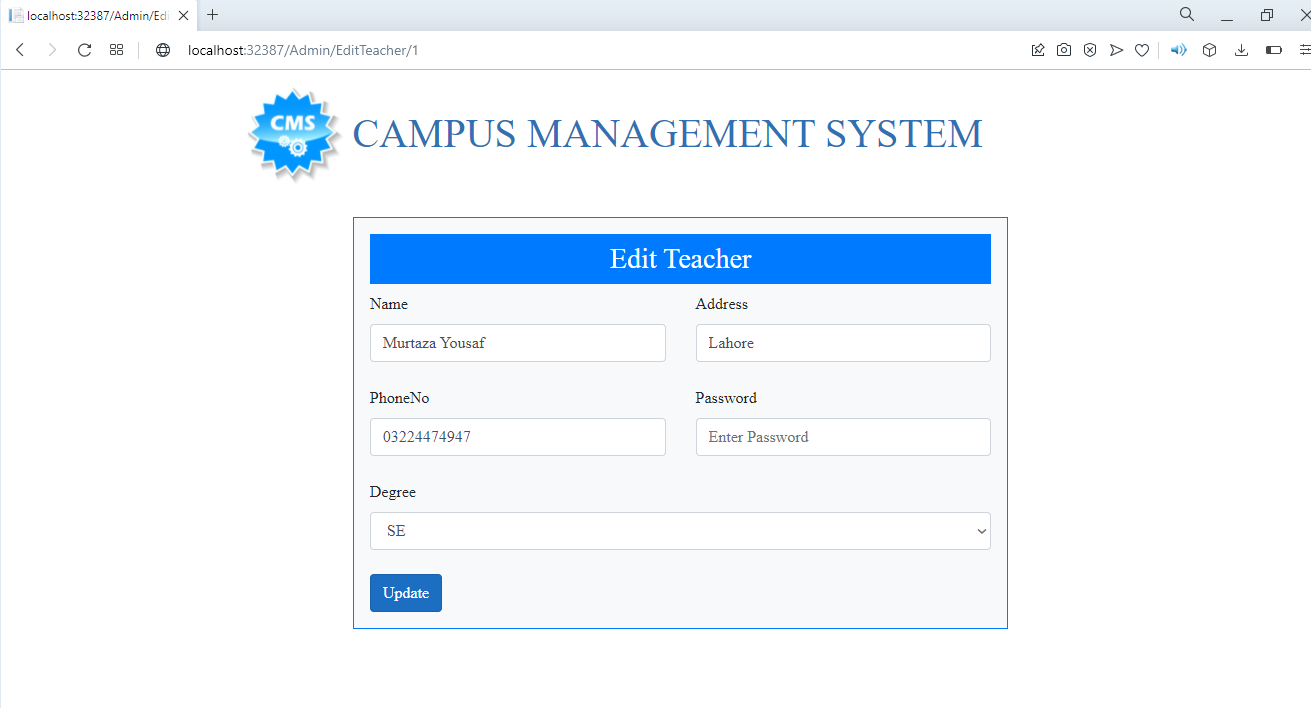 localhost:32387/Admin/Edi
localhost:32387/Admin/EditTeacher/1
CMS
CAMPUS MANAGEMENT SYSTEM
Edit Teacher
Name Address
Murtaza Yousaf Lahore
PhoneNo Password
03224474947 Enter Password
Degree
SE
Update